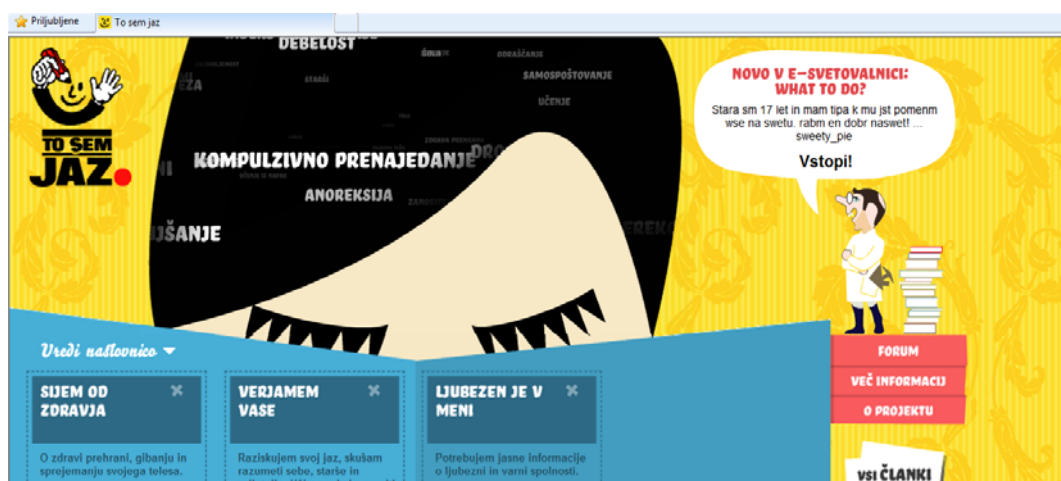 Priljubljene
To sem jaz
TO SEM
JAZ.
DEBELOST
ŠOLA
ODRAŠČANJE
STARŠI
SAMOSPOŠTOVANJE
UČENJE
KOMPULZIVNO PRENAJEDANJE
ANOREKSIJA
NOVO V E-SVETOVALNICI:
WHAT TO DO?
Stara sm 17 let in mam tipa k mu jst pomenm
wse na swetu. rabm en dobr naswet! ...
sweety_pie
Vstopi!
Uredi naslovnico
SIJEM OD
ZDRAVJA
O zdravi prehrani, gibanju in
sprejemanju svojega telesa.
VERJAMEM
VASE
Raziskujem svoj jaz, skušam
razumeti sebe, starše in
LJUBEZEN JE V
MENI
Potrebujem jasne informacije
o ljubezni in varni spolnosti.
FORUM
VEČ INFORMACIJ
O PROJEKTU
VSI ČLANKI